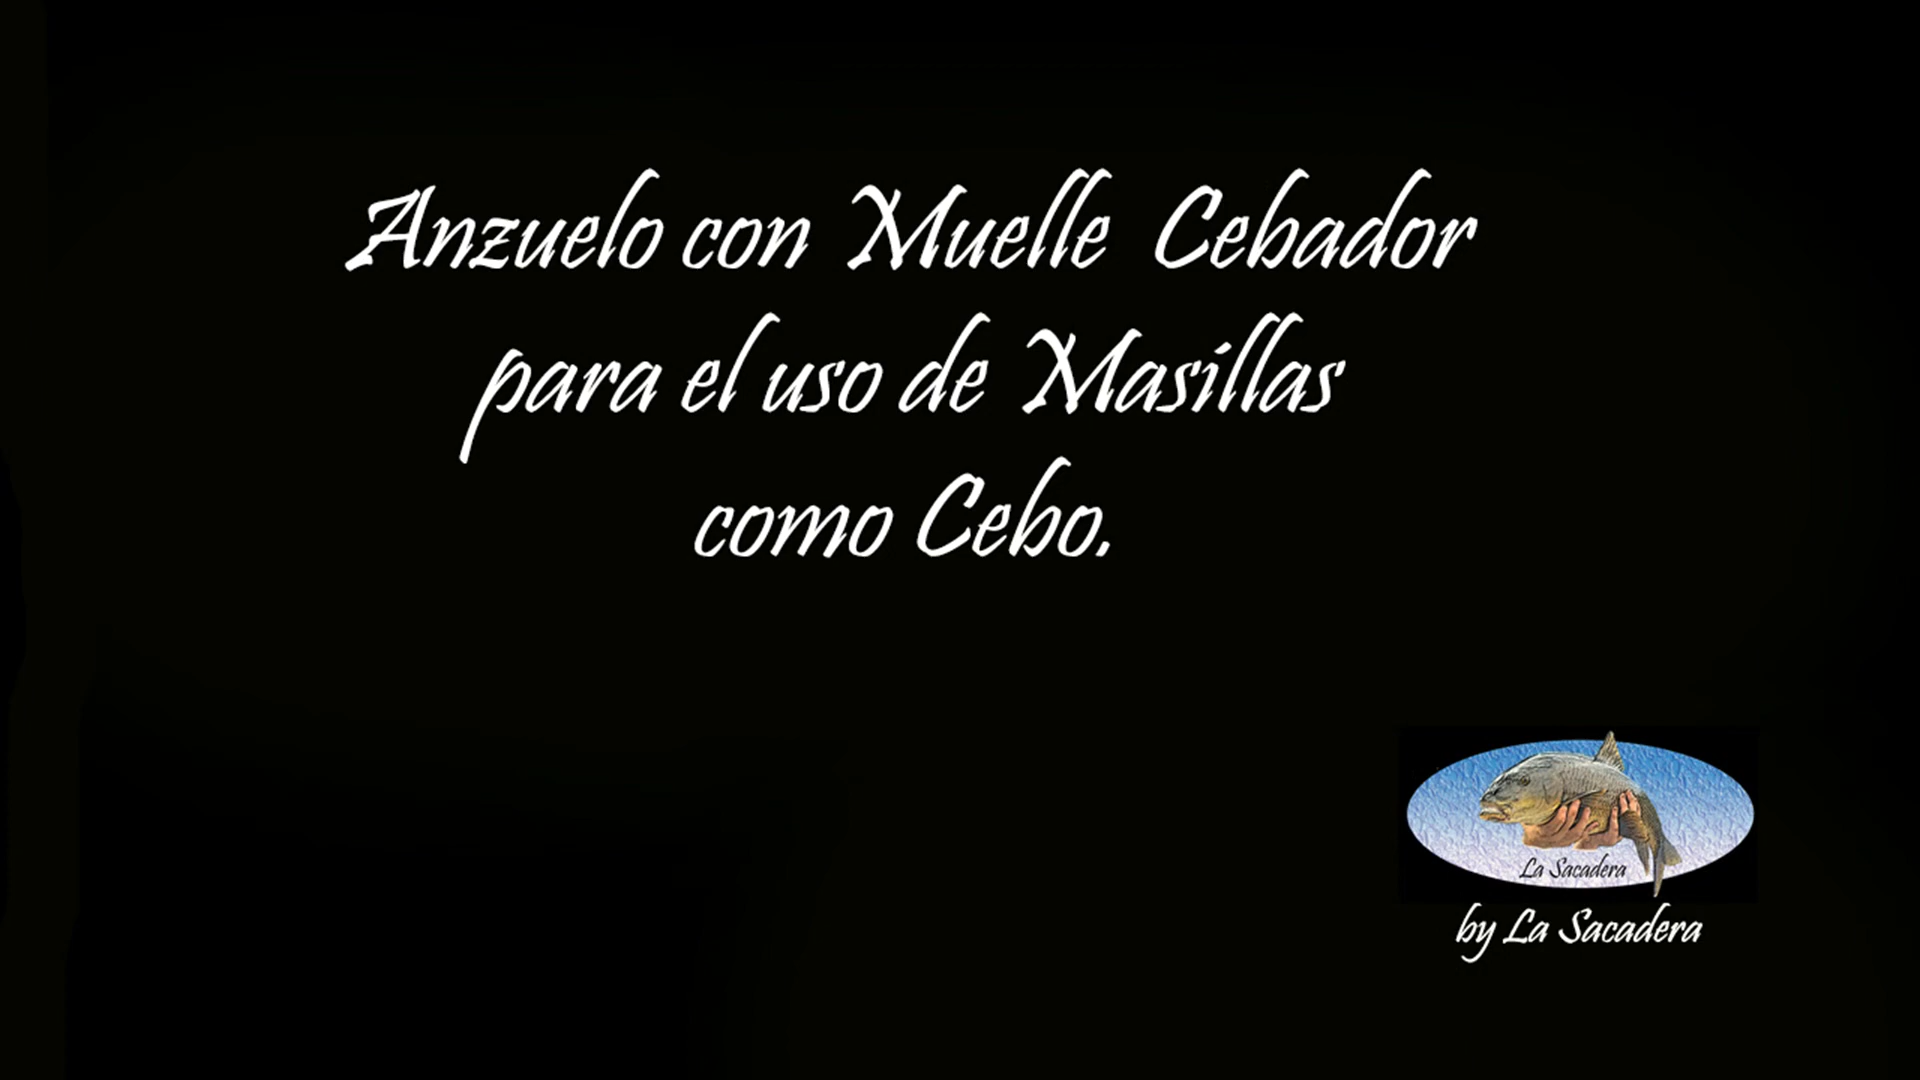 Anzuelo con Muelle Cebador
para el uso de Masillas
como Cebo.
La Sacadera
by La Sacadera